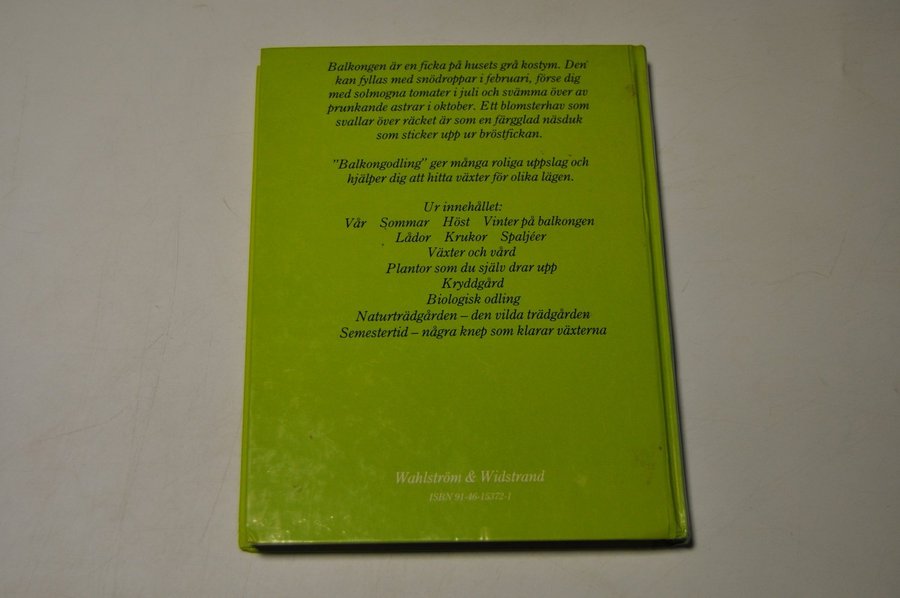 Balkongen är en ficka på husets grå kostym. Den
kan fyllas med snödroppar i februari, förse dig
med solmogna tomater i juli och svämma över av
prunkande astrar i oktober. Ett blomsterhav som
svallar över räcket är som en färgglad näsduk
som sticker upp ur bröstfickan.
"Balkongodling" ger många roliga uppslag och
hjälper dig att hitta växter för olika lägen.
Ur innehållet:
Vår Sommar Höst Vinter på balkongen
Lådor Krukor Spaljéer
Växter och vård
Plantor som du själv drar upp
Kryddgård
Biologisk odling
Naturträdgården – den vilda trädgården
Semestertid – några knep som klarar växterna
Wahlström & Widstrand
ISBN 91-46-15372-1